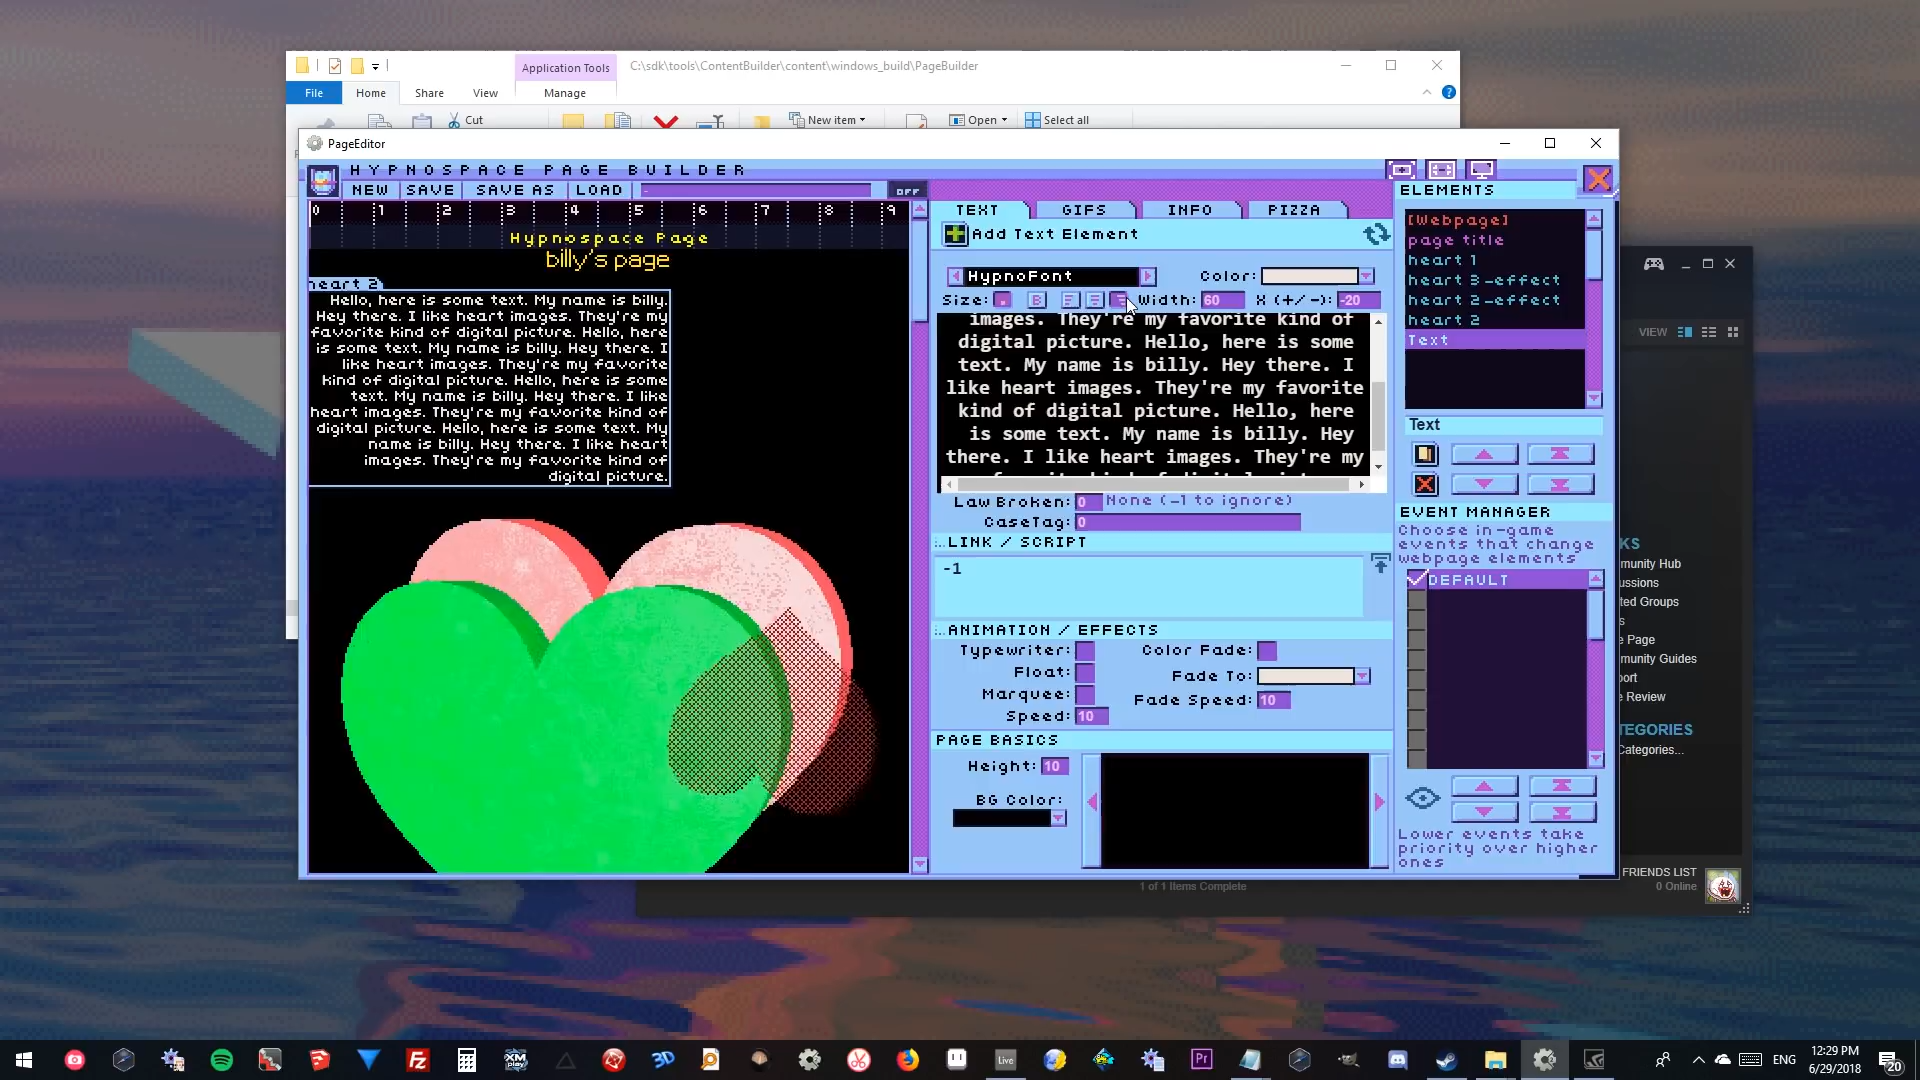 Application Tools
C:\sdk\tools\ContentBuilder\content\windows_build\PageBuilder
File
Home
Share
View
Manage
Cut
New item
Open
Select all
PageEditor
HYPNOSPACE PAGE BUILDER
NEW
SAVE
SAVE AS
LOAD
-
OFF
0 1 2 3 4 5 6 7 8 9
Hypnospace Page
billy's page
heart 2
Hello, here is some text. My name is billy.
Hey there. I like heart images. They're my
favorite kind of digital picture. Hello, here
is some text. My name is billy. Hey there. I
like heart images. They're my favorite
kind of digital picture. Hello, here is some
text. My name is billy. Hey there. I like
heart images. They're my favorite kind of
digital picture. Hello, here is some text. My
name is billy. Hey there. I like heart
images. They're my favorite kind of
digital picture.
TEXT
GIFS
INFO
PIZZA
Add Text Element
HypnoFont
Color:
Size:
B
Width: 60
X (+/-): -20
images. They're my favorite kind of
digital picture. Hello, here is some
text. My name is billy. Hey there. I
like heart images. They're my favorite
kind of digital picture. Hello, here
is some text. My name is billy. Hey
there. I like heart images. They're my
Law Broken: 0 None (-1 to ignore)
CaseTag: 0
LINK / SCRIPT
-1
ANIMATION / EFFECTS
Typewriter:
Color Fade:
Float:
Fade To:
Marquee:
Fade Speed: 10
Speed: 10
PAGE BASICS
Height: 10
BG Color:
ELEMENTS
[Webpage]
page title
heart 1
heart 3-effect
heart 2-effect
heart 2
Text
Text
EVENT MANAGER
Choose in-game
events that change
webpage elements
DEFAULT
Lower events take
priority over higher
ones
VIEW
KS
munity Hub
ussions
ted Groups
s
e Page
munity Guides
port
e Review
TEGORIES
Categories...
FRIENDS LIST
0 Online
1 of 1 Items Complete
Live
Pr
3D
ENG
12:29 PM
6/29/2018
20